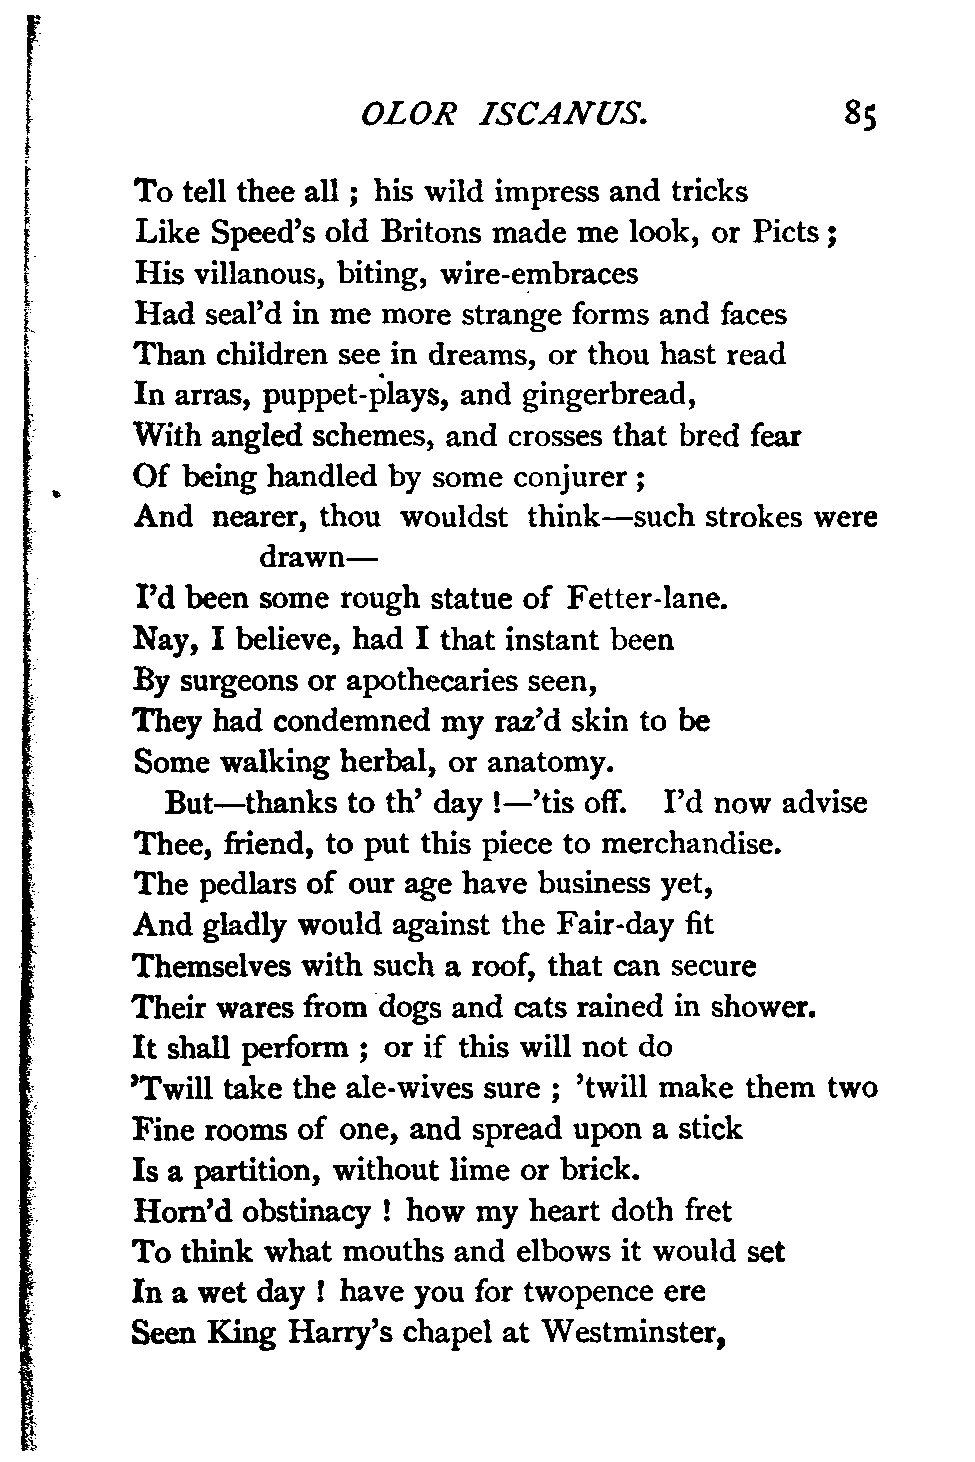 OLOR ISCANUS. 85
To tell thee all ; his wild impress and tricks
Like Speed's old Britons made me look, or Picts ;
His villanous, biting, wire-embraces
Had seal'd in me more strange forms and faces
Than children see in dreams, or thou hast read
In arras, puppet-plays, and gingerbread,
With angled schemes, and crosses that bred fear
Of being handled by some conjurer ;
And nearer, thou wouldst think—such strokes were
drawn—
I'd been some rough statue of Fetter-lane.
Nay, I believe, had I that instant been
By surgeons or apothecaries seen,
They had condemned my raz'd skin to be
Some walking herbal, or anatomy.
But—thanks to th' day !—'tis off. I'd now advise
Thee, friend, to put this piece to merchandise.
The pedlars of our age have business yet,
And gladly would against the Fair-day fit
Themselves with such a roof, that can secure
Their wares from dogs and cats rained in shower.
It shall perform ; or if this will not do
'Twill take the ale-wives sure ; 'twill make them two
Fine rooms of one, and spread upon a stick
Is a partition, without lime or brick.
Horn'd obstinacy ! how my heart doth fret
To think what mouths and elbows it would set
In a wet day ! have you for twopence ere
Seen King Harry's chapel at Westminster,